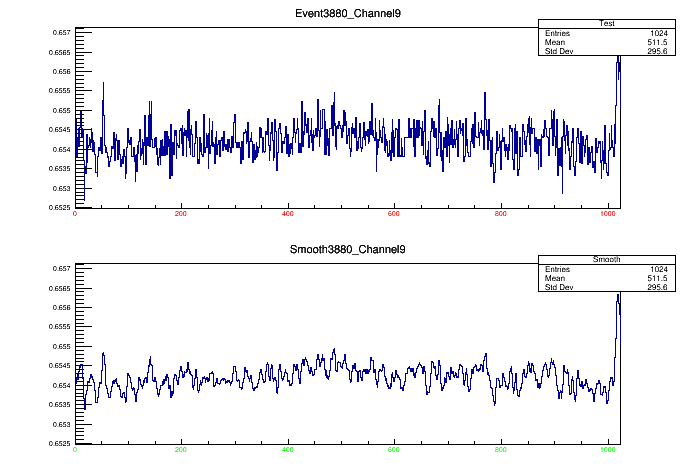 Event3880_Channel9
Test
Entries 1024
Mean 511.5
Std Dev 295.6
0.657
0.6565
0.656
0.6555
0.655
0.6545
0.654
0.6535
0.653
0.6525
0 200 400 600 800 1000
Smooth3880_Channel9
Smooth
Entries 1024
Mean 511.5
Std Dev 295.6
0.657
0.6565
0.656
0.6555
0.655
0.6545
0.654
0.6535
0.653
0.6525
0 200 400 600 800 1000